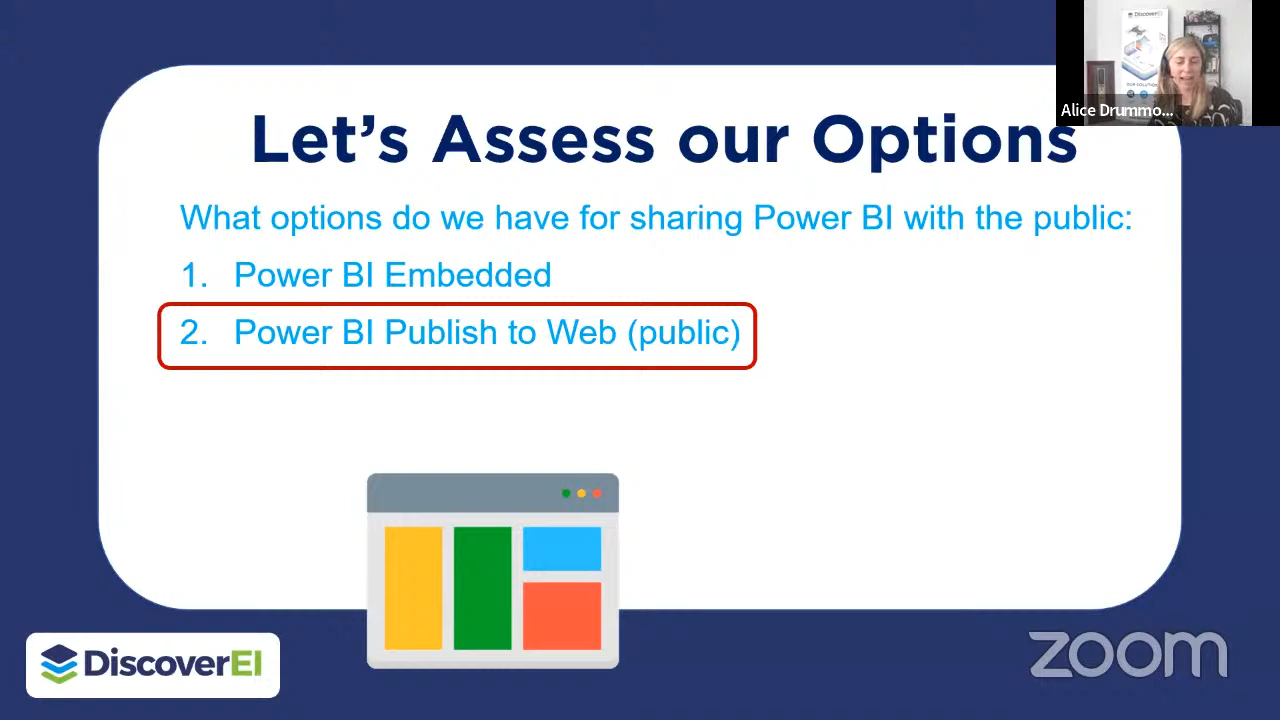 Let's Assess our Options
What options do we have for sharing Power BI with the public:
1. Power BI Embedded
2. Power BI Publish to Web (public)
DiscoverEI
Alice Drummo...
DiscoverEI
zoom